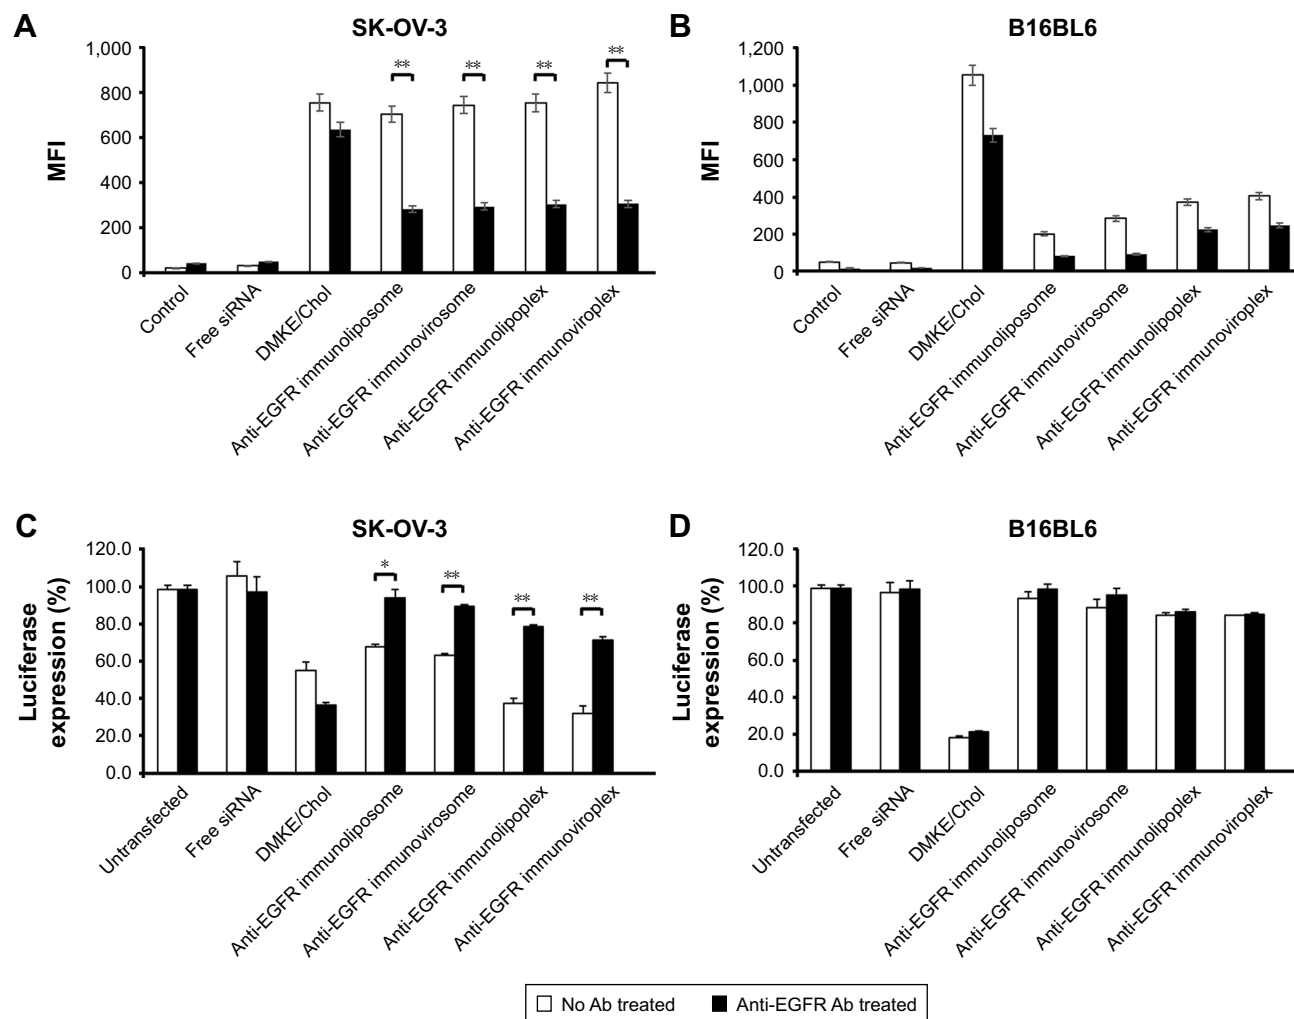 A
SK-OV-3
1,000
800
600
400
200
0
MFI
** ** ** **
Control
Free siRNA
DMKE/Chol
Anti-EGFR immunoliposome
Anti-EGFR immunovirosome
Anti-EGFR immunolipoplex
Anti-EGFR immunoviroplex
B
B16BL6
1,200
1,000
800
600
400
200
0
MFI
Control
Free siRNA
DMKE/Chol
Anti-EGFR immunoliposome
Anti-EGFR immunovirosome
Anti-EGFR immunolipoplex
Anti-EGFR immunoviroplex
C
SK-OV-3
120.0
100.0
80.0
60.0
40.0
20.0
0.0
Luciferase
expression (%)
* ** ** **
Untransfected
Free siRNA
DMKE/Chol
Anti-EGFR immunoliposome
Anti-EGFR immunovirosome
Anti-EGFR immunolipoplex
Anti-EGFR immunoviroplex
D
B16BL6
120.0
100.0
80.0
60.0
40.0
20.0
0.0
Luciferase
expression (%)
Untransfected
Free siRNA
DMKE/Chol
Anti-EGFR immunoliposome
Anti-EGFR immunovirosome
Anti-EGFR immunolipoplex
Anti-EGFR immunoviroplex
No Ab treated
Anti-EGFR Ab treated